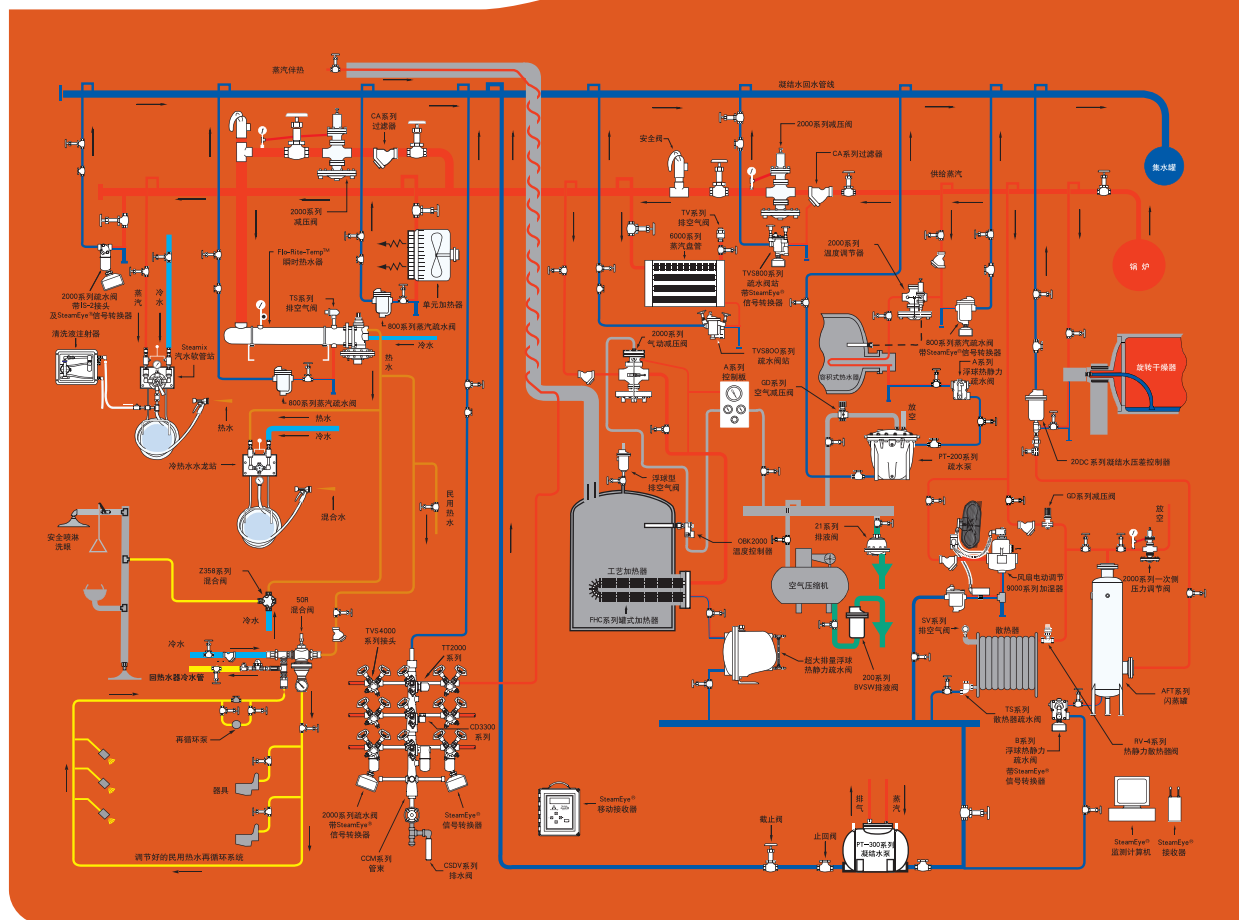 蒸汽伴热
凝结水回水管线
CA系列
过滤器
2000系列减压阀
安全阀
CA系列过滤器
集水罐
供给蒸汽
2000系列
减压阀
TV系列
排空气阀
6000系列
蒸汽盘管
2000系列
温度调节器
Flo-Rite-Temp™
瞬时热水器
锅炉
TVS800系列
疏水阀站
带SteamEye®
信号转换器
2000系列疏水阀
带IS-2接头
及SteamEye®信号转换器
蒸汽
冷水
TS系列
排空气阀
单元加热器
800系列蒸汽疏水阀
冷水
清洗液注射器
Steamix
汽水软管站
热水
2000系列
气动减压阀
TVS800系列
疏水阀站
800系列蒸汽疏水阀
带SteamEye®信号转换器
A系列
浮球热静力
疏水阀
A系列
控制板
GD系列
空气减压阀
容积式热水器
旋转干燥器
800系列蒸汽疏水阀
热水
热水
冷水
放空
冷热水水龙站
PT-200系列
疏水泵
20DC系列凝结水压差控制器
浮球型
排空气阀
民用热水
混合水
GD系列减压阀
放空
安全喷淋
洗眼
OBK2000
温度控制器
21系列
排液阀
Z358系列
混合阀
工艺加热器
空气压缩机
风扇电动调节
9000系列加湿器
2000系列一次侧
压力调节阀
50R
混合阀
冷水
FHC系列罐式加热器
SV系列
排空气阀
散热器
TVS4000
系列接头
TT2000
系列
冷水
回热水器冷水管
超大排量浮球
热静力疏水阀
200系列
BVSW排液阀
AFT系列
闪蒸罐
TS系列
散热器疏水阀
CD3300
系列
再循环泵
B系列
浮球热静力
疏水阀
带SteamEye®
信号转换器
RV-4系列
热静力散热器阀
器具
SteamEye®
移动接收器
排气
蒸汽
2000系列疏水阀
带SteamEye®
信号转换器
SteamEye®
信号转换器
截止阀
止回阀
PT-300系列
凝结水泵
SteamEye®
监测计算机
SteamEye®
接收器
调节好的民用热水再循环系统
CCM系列
管束
CSDV系列
排水阀